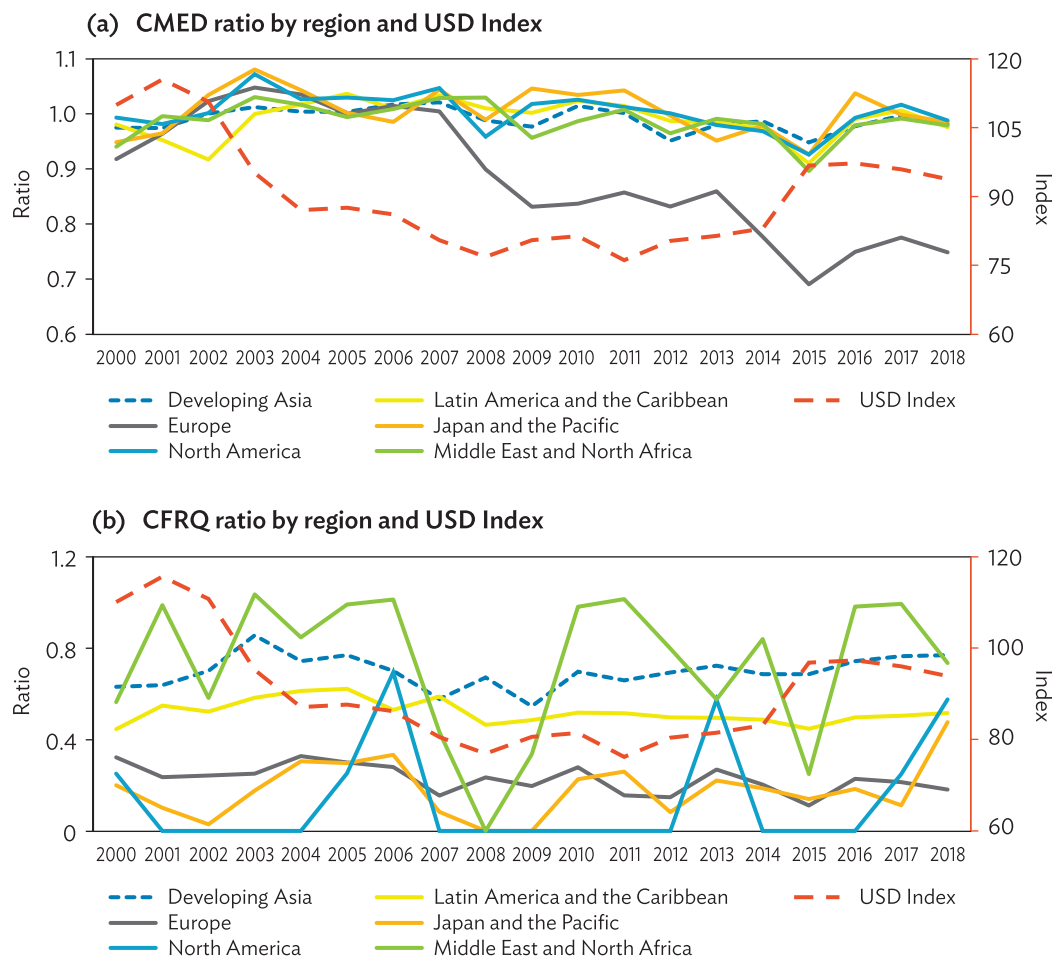 (a) CMED ratio by region and USD Index
1.1
1.0
0.9
0.8
0.7
0.6
Ratio
120
105
90
75
60
Index
2000 2001 2002 2003 2004 2005 2006 2007 2008 2009 2010 2011 2012 2013 2014 2015 2016 2017 2018
Developing Asia Latin America and the Caribbean USD Index
Europe Japan and the Pacific
North America Middle East and North Africa
(b) CFRQ ratio by region and USD Index
1.2
0.8
0.4
0
Ratio
120
100
80
60
Index
2000 2001 2002 2003 2004 2005 2006 2007 2008 2009 2010 2011 2012 2013 2014 2015 2016 2017 2018
Developing Asia Latin America and the Caribbean USD Index
Europe Japan and the Pacific
North America Middle East and North Africa